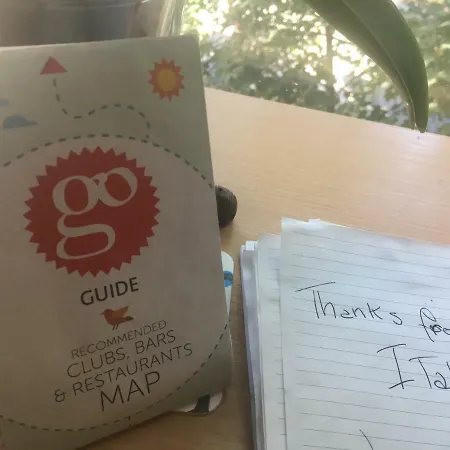 go
GUIDE
RECOMMENDED
CLUBS, BARS
& RESTAURANTS
MAP
Thanks